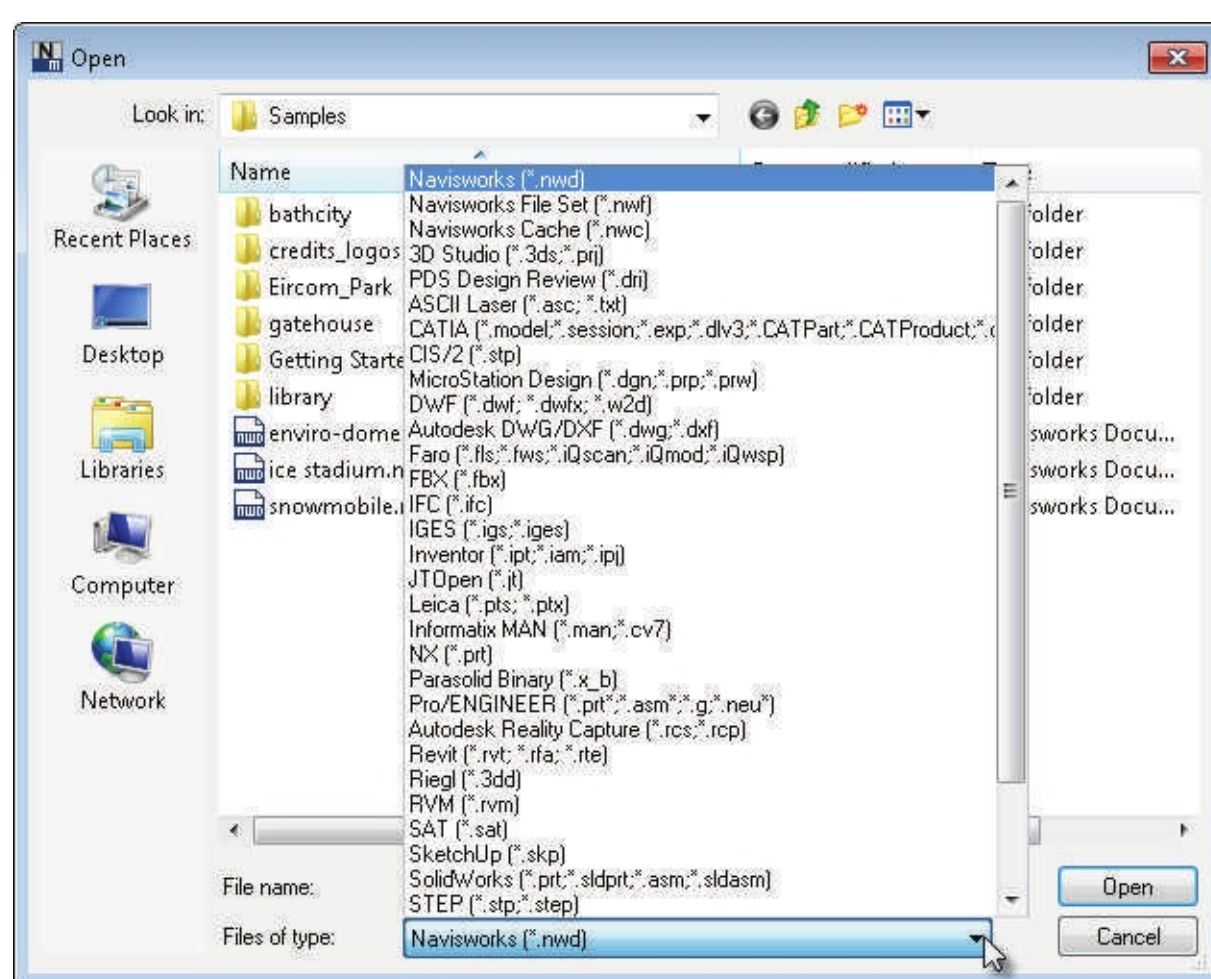 Open
Look in: Samples
Name
Recent Places
Desktop
Libraries
Computer
Network
bathcity
credits_logos
Eircom_Park
gatehouse
Getting Starte
library
enviro-dome
ice stadium.n
snowmobile.
Navisworks (*.nwd)
Navisworks File Set (*.nwf)
Navisworks Cache (*.nwc)
3D Studio (*.3ds;*.prj)
PDS Design Review (*.dri)
ASCII Laser (*.asc; *.txt)
CATIA (*.model;*.session;*.exp;*.dlv3;*.CATPart;*.CATProduct;*.c
CIS/2 (*.stp)
MicroStation Design (*.dgn;*.prp;*.prw)
DWF (*.dwf; *.dwfx; *.w2d)
Autodesk DWG/DXF (*.dwg;*.dxf)
Faro (*.fls;*.fws;*.iQscan;*.iQmod;*.iQwsp)
FBX (*.fbx)
IFC (*.ifc)
IGES (*.igs;*.iges)
Inventor (*.ipt;*.iam;*.ipj)
JTOpen (*.jt)
Leica (*.pts; *.ptx)
Informatix MAN (*.man;*.cv7)
NX (*.prt)
Parasolid Binary (*.x_b)
Pro/ENGINEER (*.prt*;*.asm*;*.g;*.neu*)
Autodesk Reality Capture (*.rcs;*.rcp)
Revit (*.rvt; *.rfa; *.rte)
Riegl (*.3dd)
RVM (*.rvm)
SAT (*.sat)
SketchUp (*.skp)
SolidWorks (*.prt;*.sldprt;*.asm;*.sldasm)
STEP (*.stp;*.step)
folder
folder
folder
folder
folder
folder
sworks Docu...
sworks Docu...
sworks Docu...
File name:
Open
Files of type: Navisworks (*.nwd)
Cancel